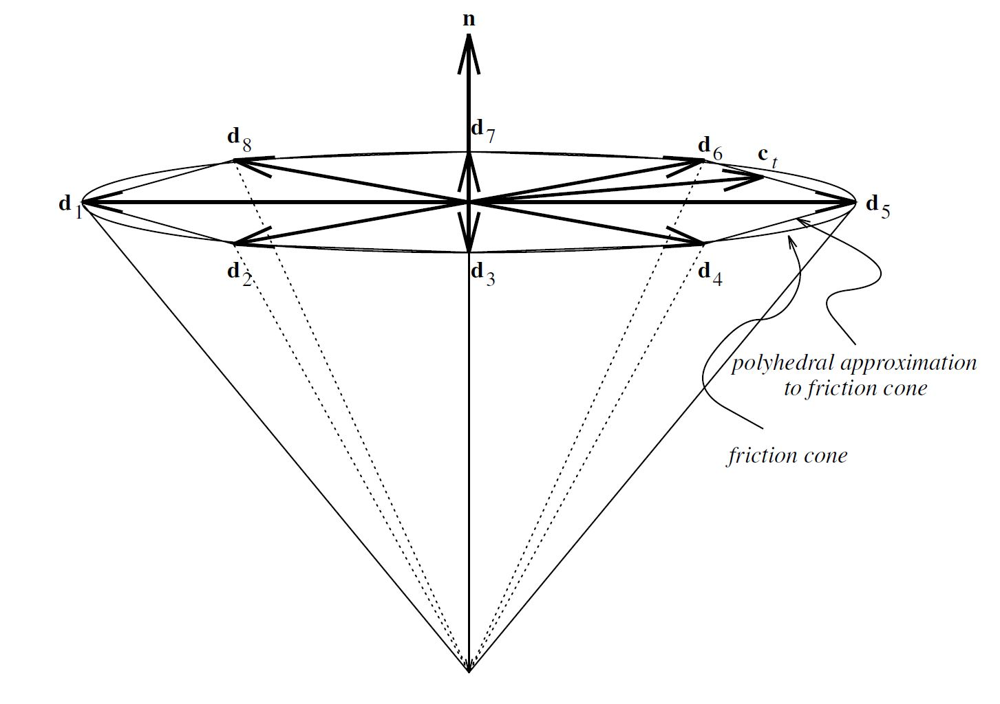 n
d7
d8
d6
ct
d1
d5
d2
d3
d4
polyhedral approximation
to friction cone
friction cone